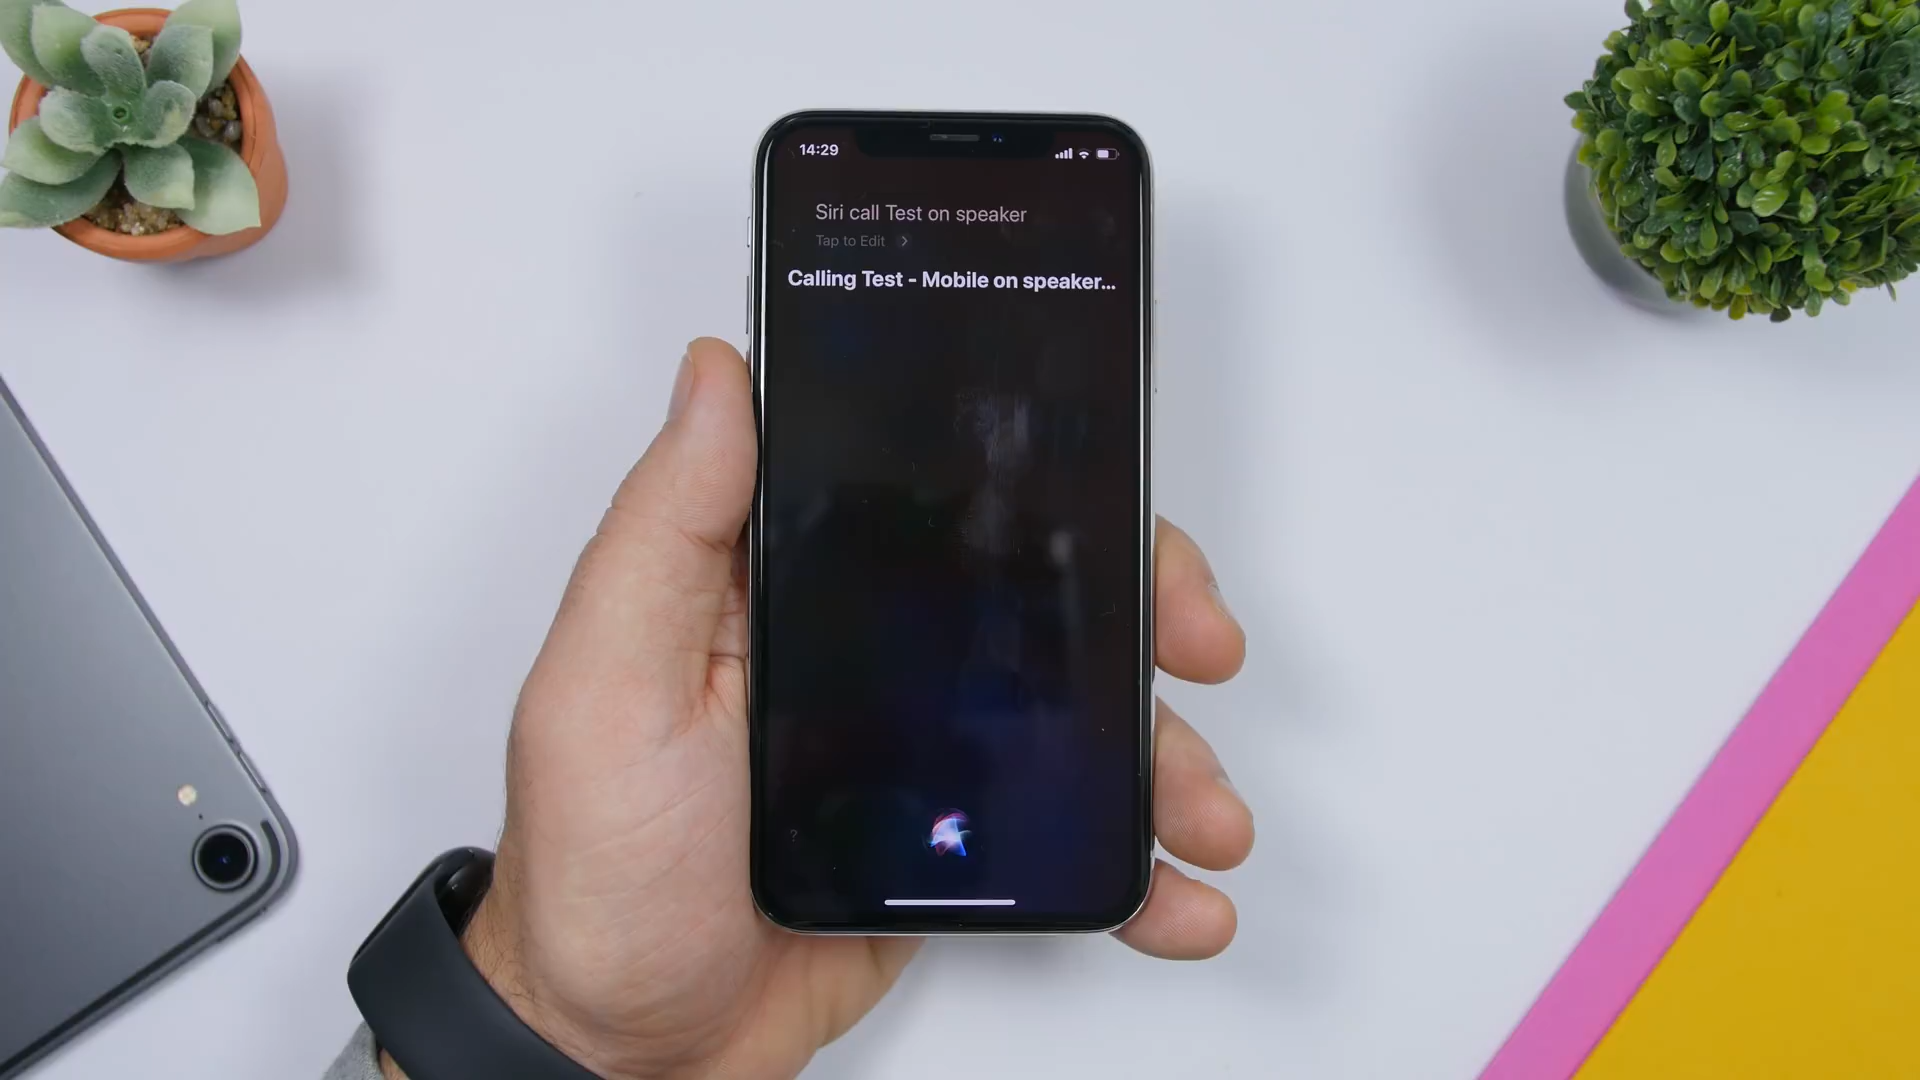 14:29
Siri call Test on speaker
Tap to Edit >
Calling Test - Mobile on speaker...
?